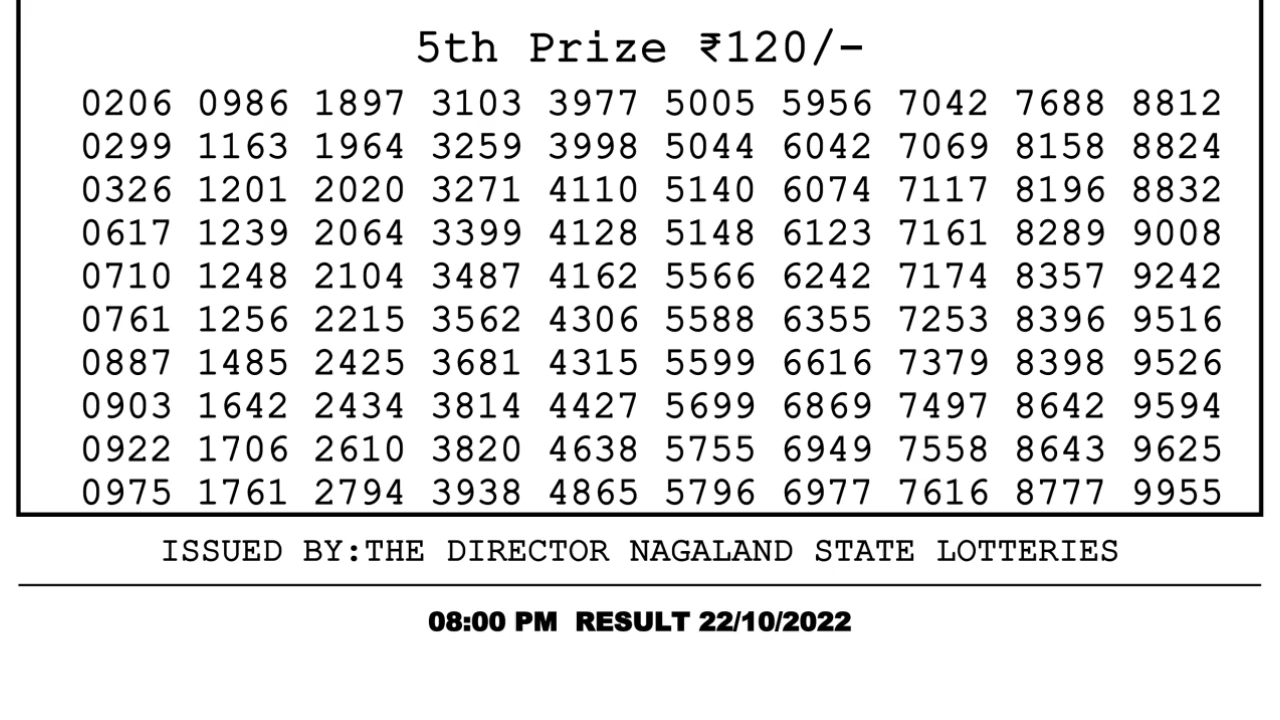 5th Prize ₹120/-
0206 0986 1897 3103 3977 5005 5956 7042 7688 8812
0299 1163 1964 3259 3998 5044 6042 7069 8158 8824
0326 1201 2020 3271 4110 5140 6074 7117 8196 8832
0617 1239 2064 3399 4128 5148 6123 7161 8289 9008
0710 1248 2104 3487 4162 5566 6242 7174 8357 9242
0761 1256 2215 3562 4306 5588 6355 7253 8396 9516
0887 1485 2425 3681 4315 5599 6616 7379 8398 9526
0903 1642 2434 3814 4427 5699 6869 7497 8642 9594
0922 1706 2610 3820 4638 5755 6949 7558 8643 9625
0975 1761 2794 3938 4865 5796 6977 7616 8777 9955
ISSUED BY:THE DIRECTOR NAGALAND STATE LOTTERIES
08:00 PM RESULT 22/10/2022